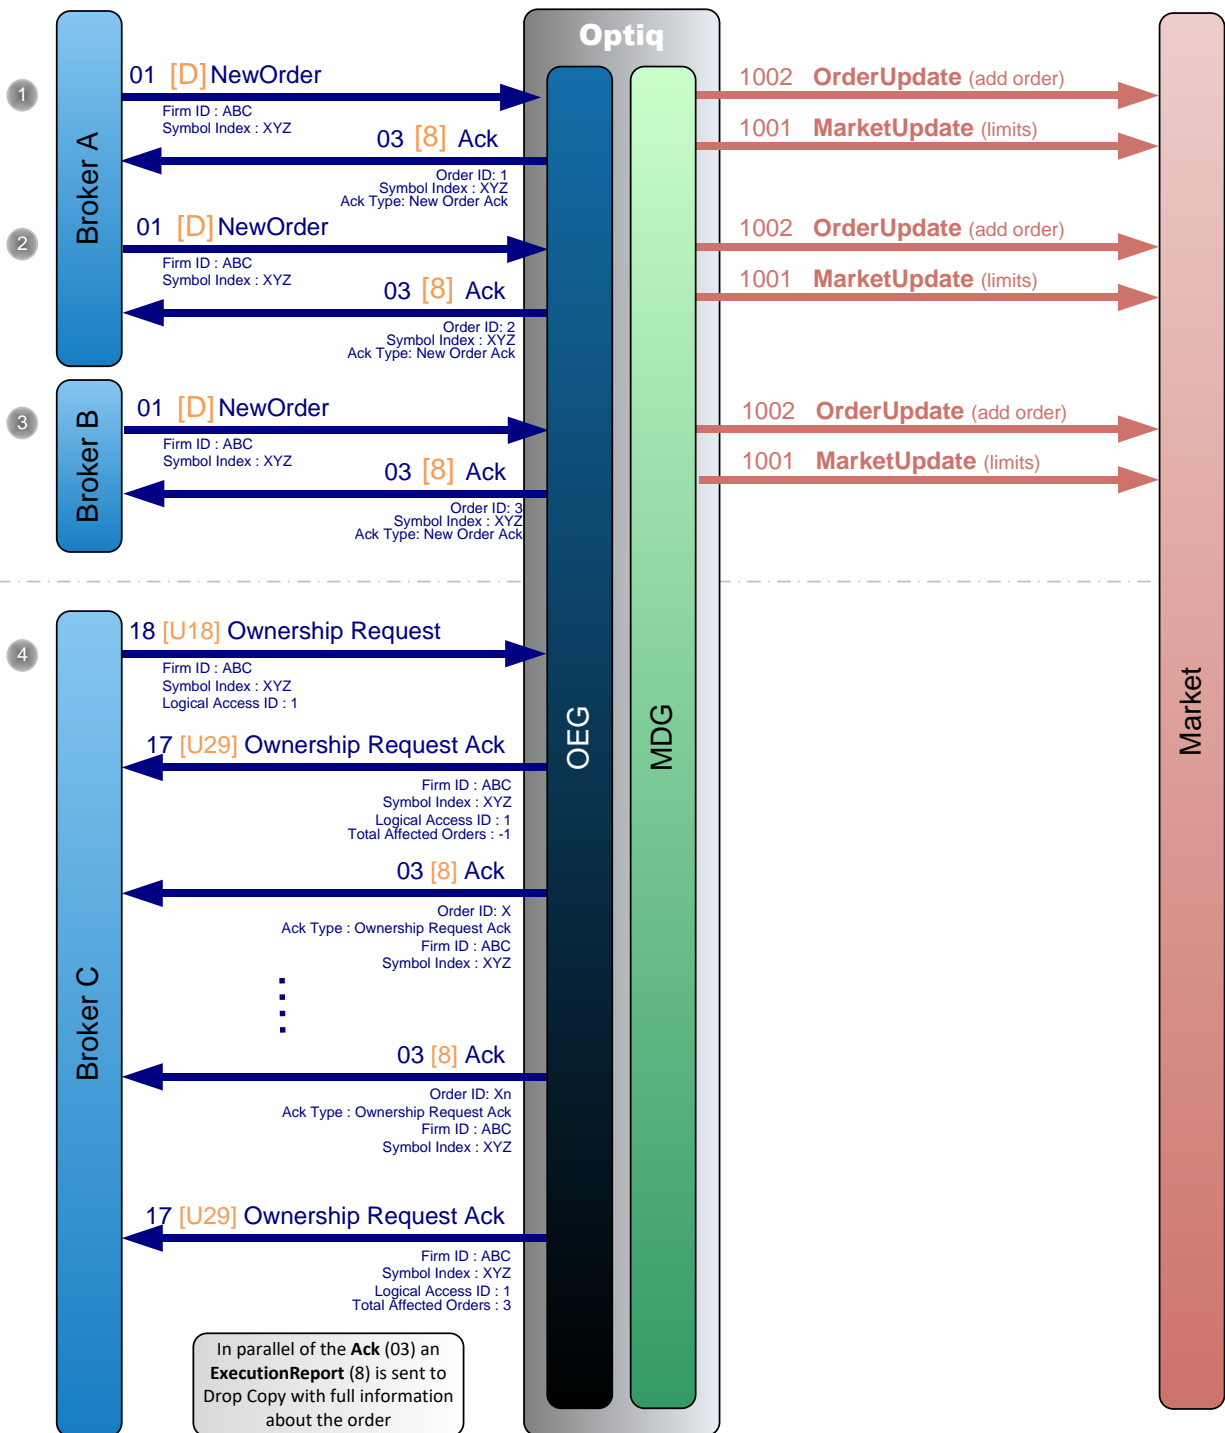 Optiq
1
01 [D] NewOrder
Firm ID : ABC
Symbol Index : XYZ
1002 OrderUpdate (add order)
1001 MarketUpdate (limits)
03 [8] Ack
Order ID: 1
Symbol Index : XYZ
Ack Type: New Order Ack
Broker A
2
01 [D] NewOrder
Firm ID : ABC
Symbol Index : XYZ
1002 OrderUpdate (add order)
1001 MarketUpdate (limits)
03 [8] Ack
Order ID: 2
Symbol Index : XYZ
Ack Type: New Order Ack
3
01 [D] NewOrder
Firm ID : ABC
Symbol Index : XYZ
1002 OrderUpdate (add order)
1001 MarketUpdate (limits)
Broker B
03 [8] Ack
Order ID: 3
Symbol Index : XYZ
Ack Type: New Order Ack
4
18 [U18] Ownership Request
Firm ID : ABC
Symbol Index : XYZ
Logical Access ID : 1
OEG
MDG
Market
17 [U29] Ownership Request Ack
Firm ID : ABC
Symbol Index : XYZ
Logical Access ID : 1
Total Affected Orders : -1
03 [8] Ack
Order ID: X
Ack Type : Ownership Request Ack
Firm ID : ABC
Symbol Index : XYZ
Broker C
03 [8] Ack
Order ID: Xn
Ack Type : Ownership Request Ack
Firm ID : ABC
Symbol Index : XYZ
17 [U29] Ownership Request Ack
Firm ID : ABC
Symbol Index : XYZ
Logical Access ID : 1
Total Affected Orders : 3
In parallel of the Ack (03) an
ExecutionReport (8) is sent to
Drop Copy with full information
about the order